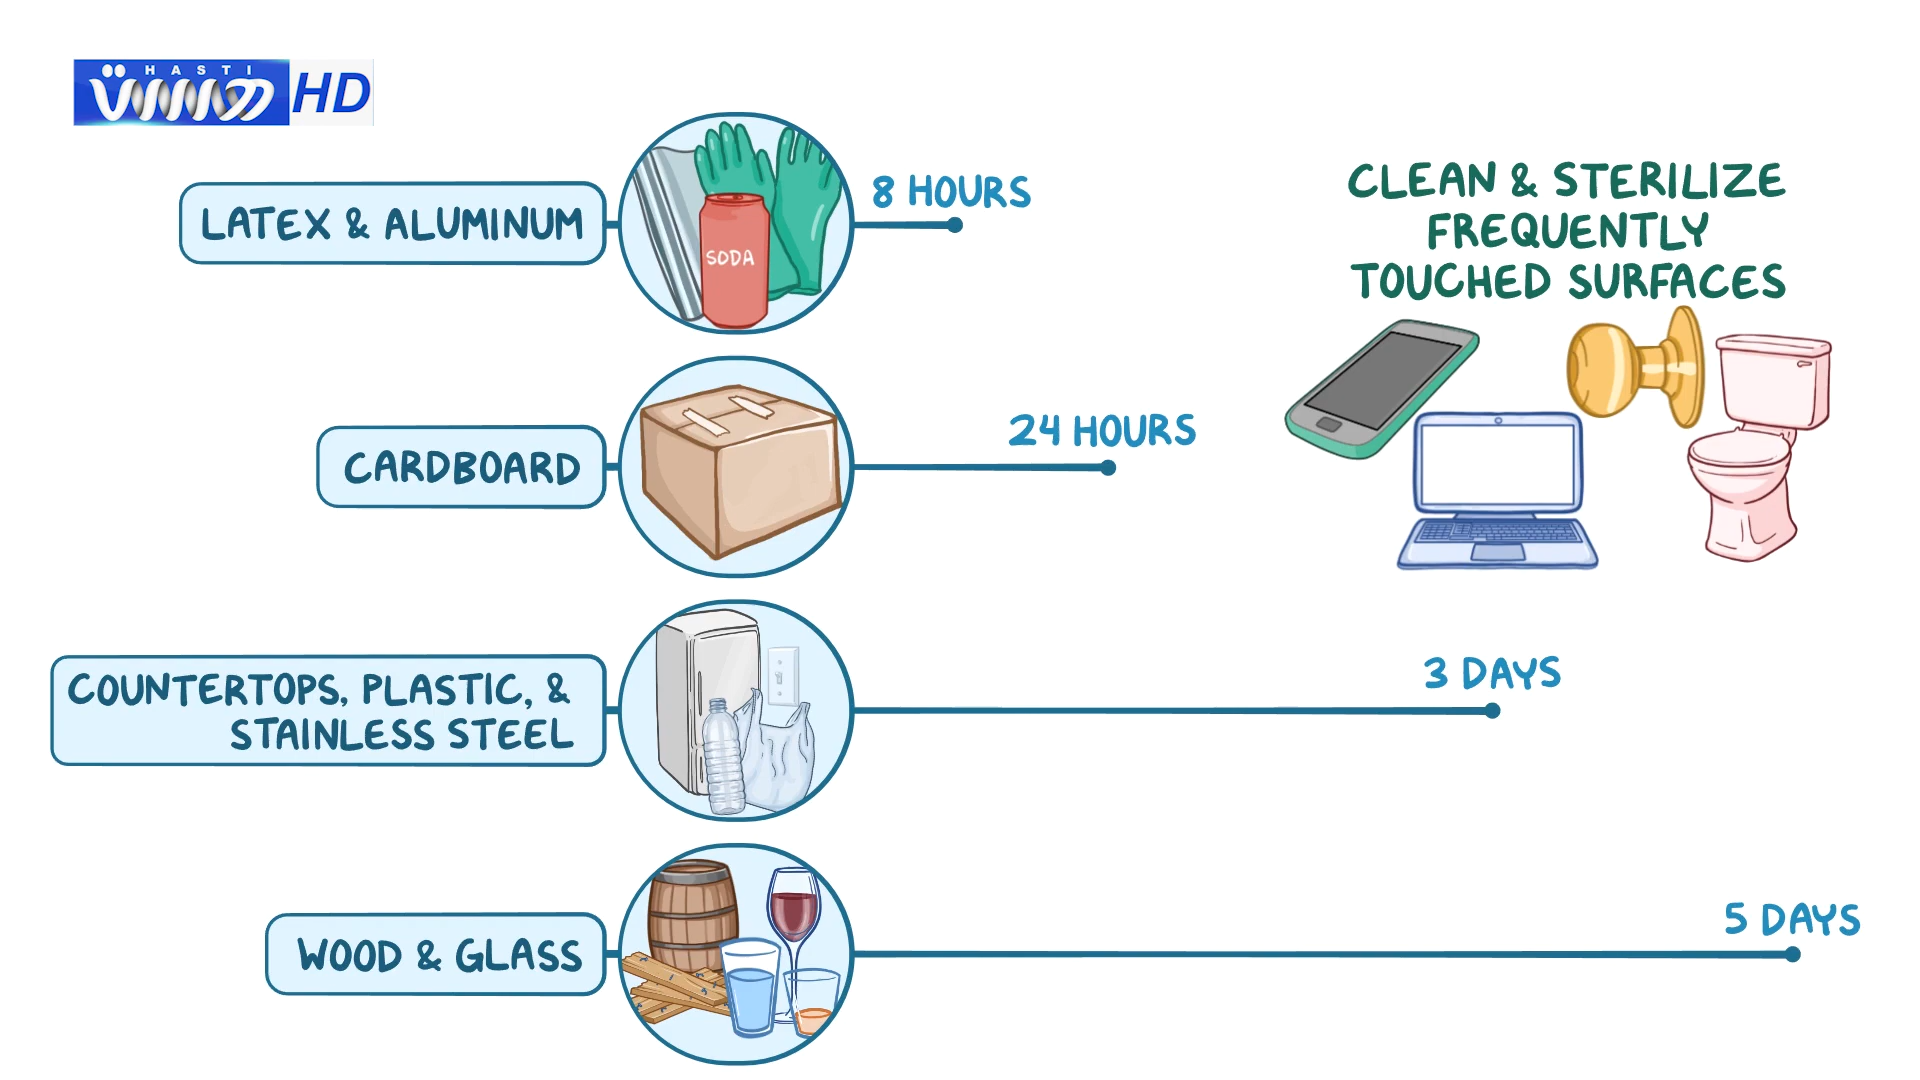 HASTI
HD
LATEX & ALUMINUM
SODA
8 HOURS
CLEAN & STERILIZE
FREQUENTLY
TOUCHED SURFACES
CARDBOARD
24 HOURS
COUNTERTOPS, PLASTIC, &
STAINLESS STEEL
3 DAYS
WOOD & GLASS
5 DAYS